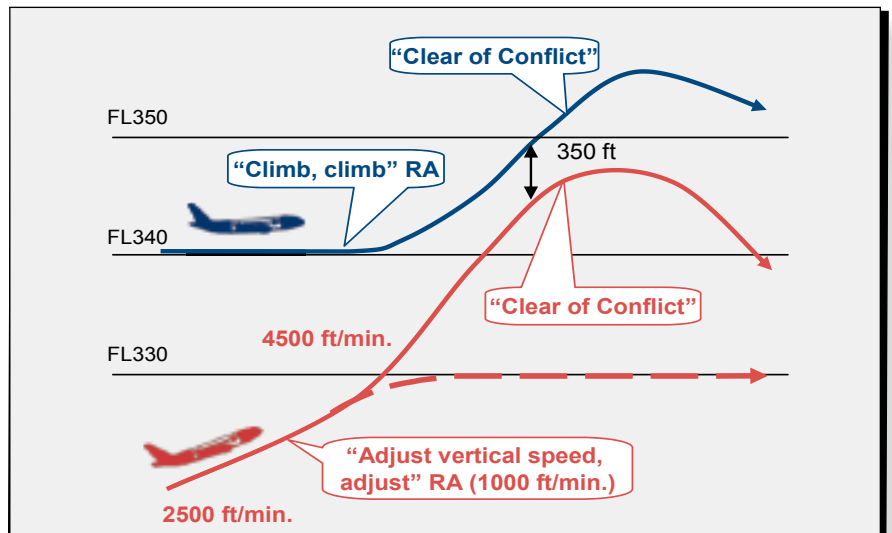 “Clear of Conflict”
FL350
350 ft
“Climb, climb” RA
FL340
“Clear of Conflict”
4500 ft/min.
FL330
“Adjust vertical speed,
adjust” RA (1000 ft/min.)
2500 ft/min.